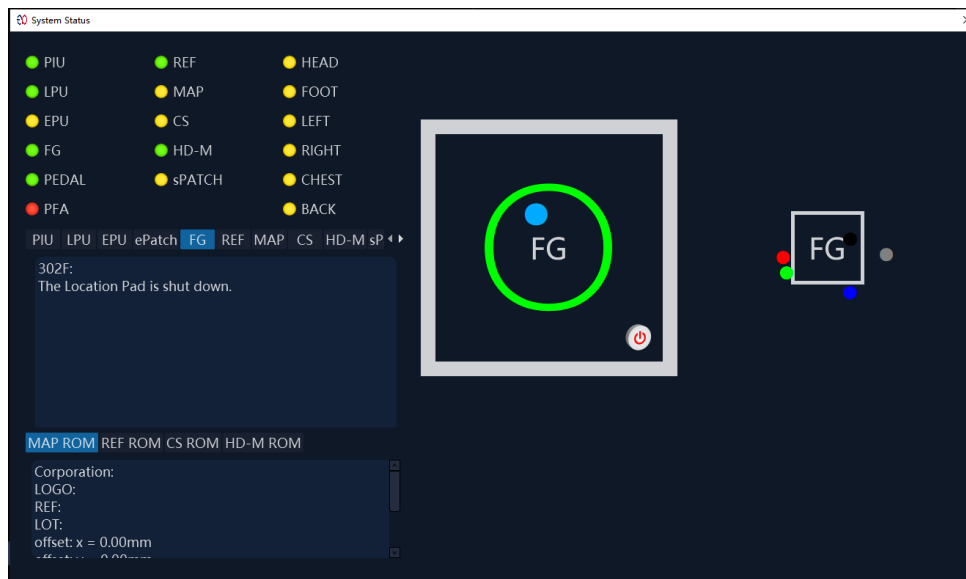 System Status
PIU REF HEAD
LPU MAP FOOT
EPU CS LEFT
FG HD-M RIGHT
PEDAL sPATCH CHEST
PFA BACK
PIU LPU EPU ePatch FG REF MAP CS HD-M sP
302F:
The Location Pad is shut down.
MAP ROM REF ROM CS ROM HD-M ROM
Corporation:
LOGO:
REF:
LOT:
offset: x = 0.00mm
FG
FG